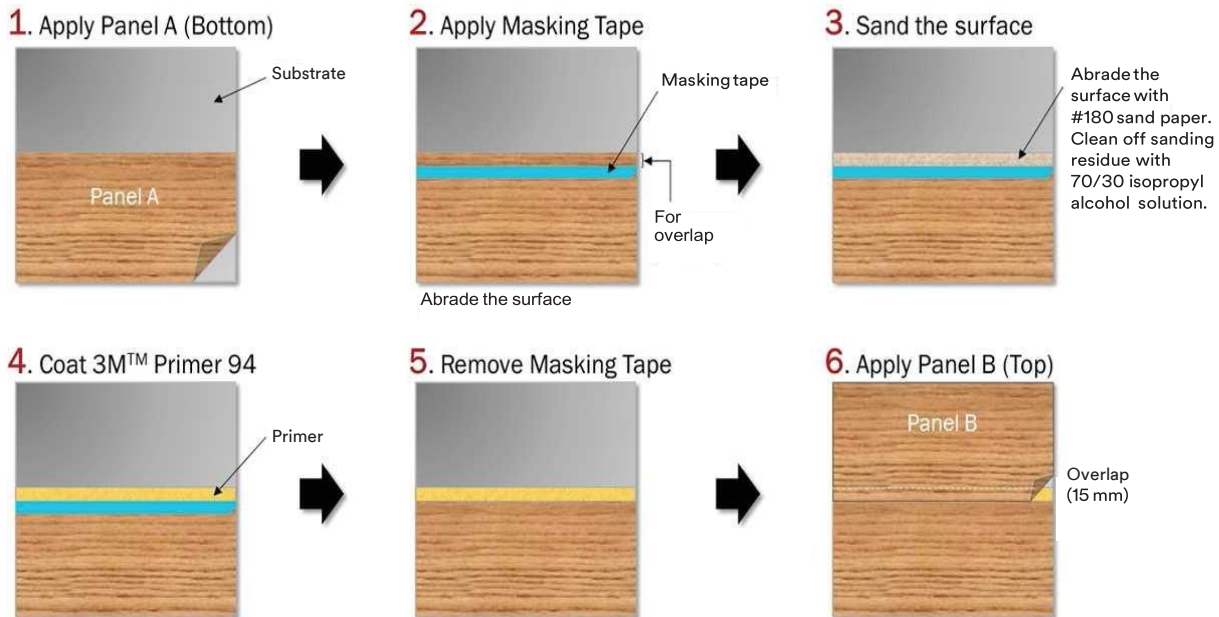 1. Apply Panel A (Bottom)
Substrate
Panel A
2. Apply Masking Tape
Masking tape
For
overlap
Abrade the surface
3. Sand the surface
Abrade the
surface with
#180 sand paper.
Clean off sanding
residue with
70/30 isopropyl
alcohol solution.
4. Coat 3M™ Primer 94
Primer
5. Remove Masking Tape
6. Apply Panel B (Top)
Panel B
Overlap
(15 mm)